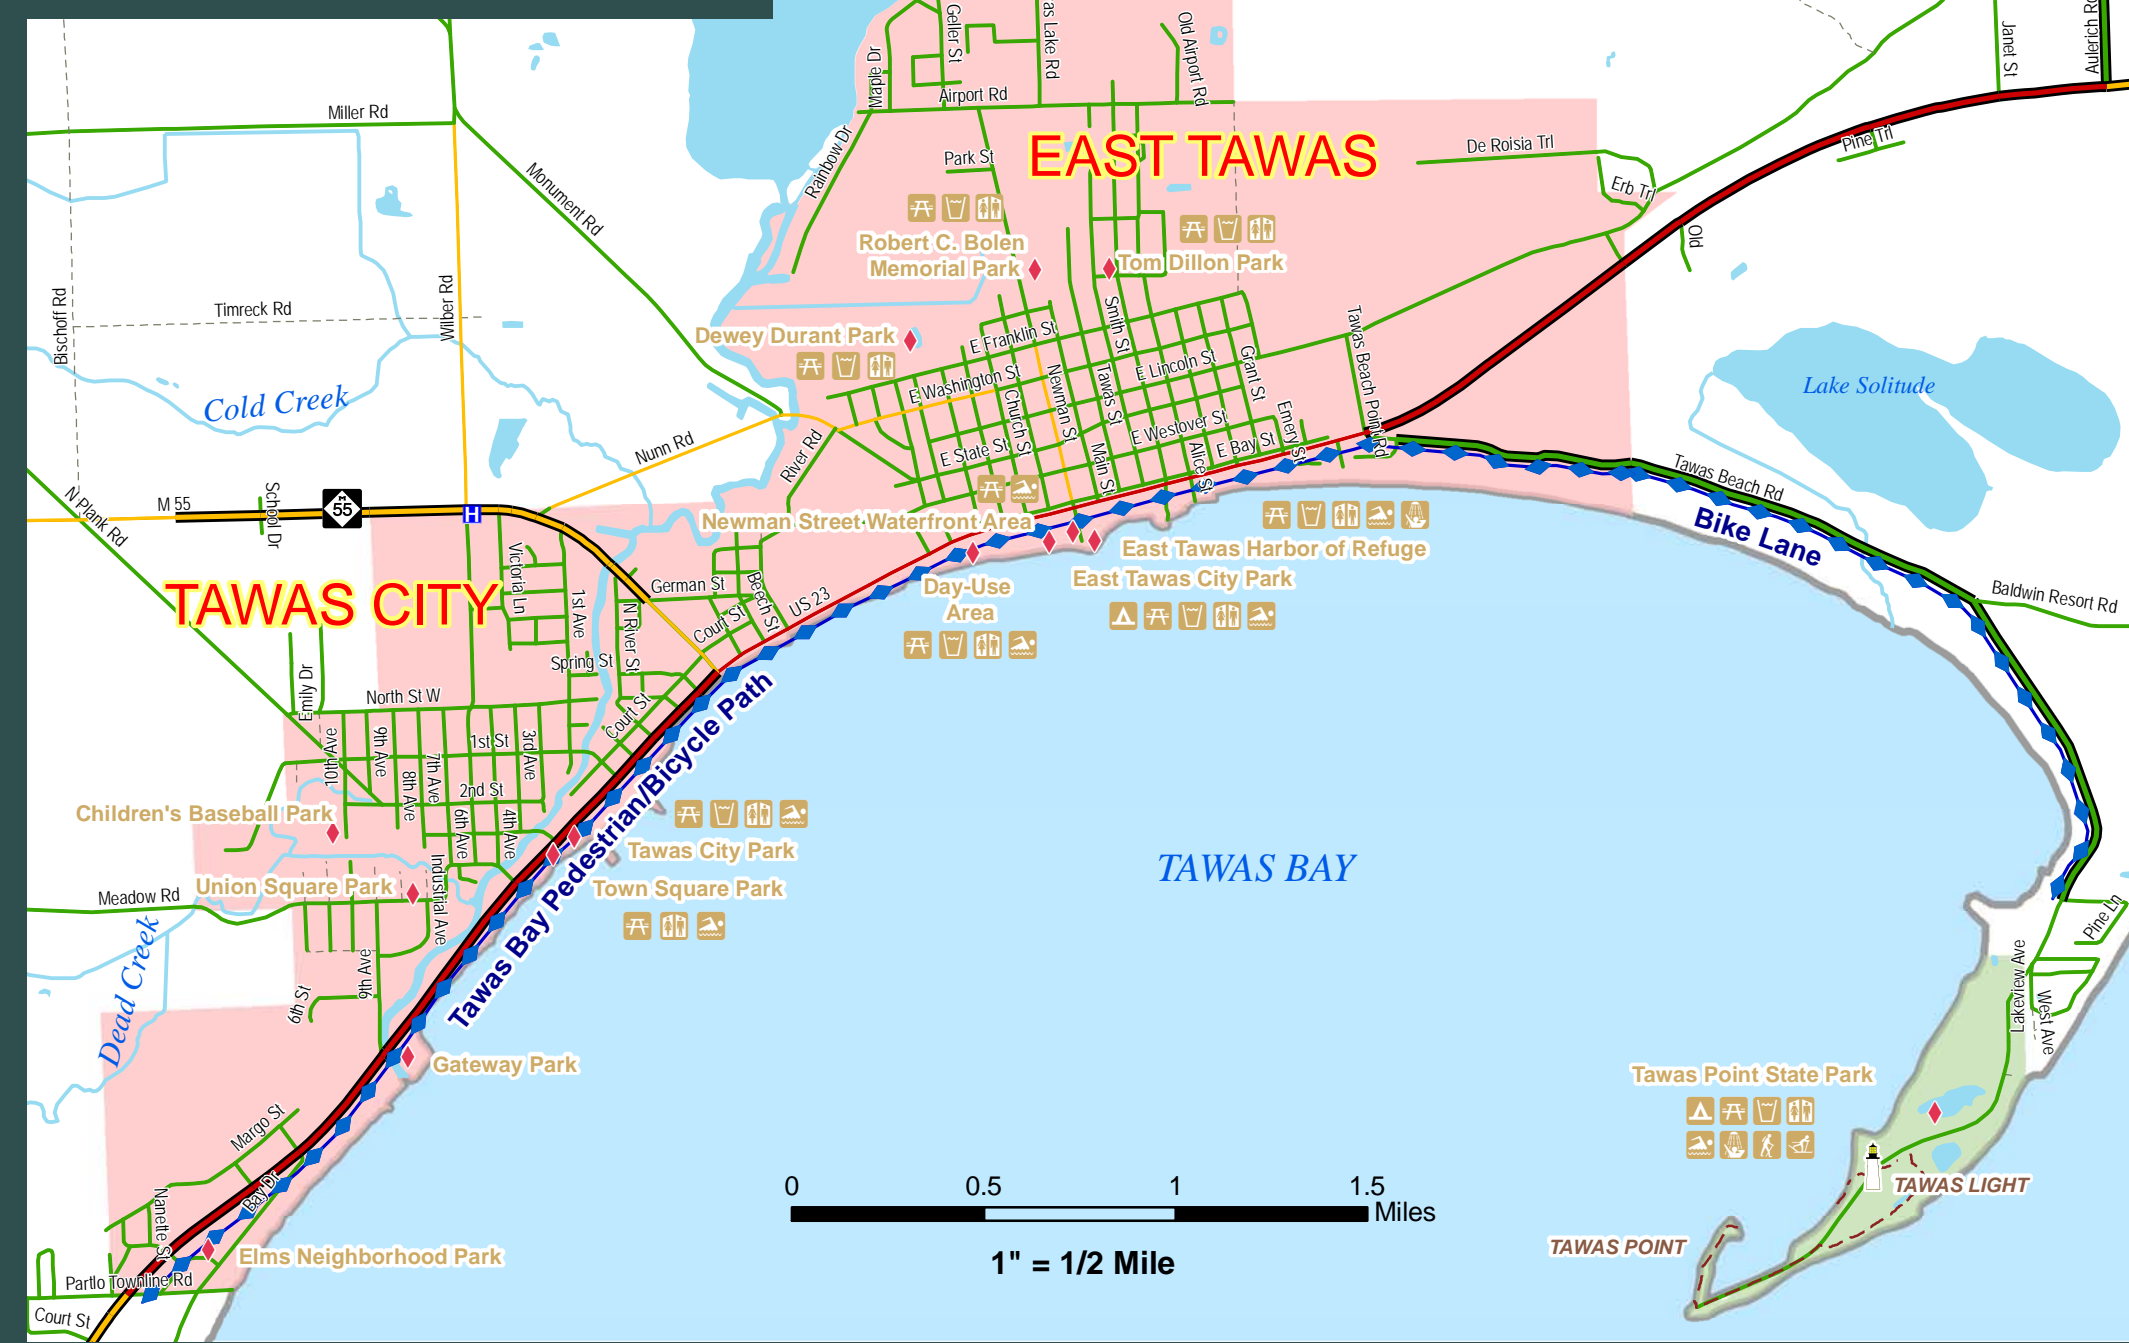 Geller St
as Lake Rd
Old Airport Rd
Maple Dr
Airport Rd
Janet St
Aulerich Rd
Miller Rd
Rainbow Dr
Park St
EAST TAWAS
De Roisia Trl
Pine Trl
Erb Trl
Old
Monument Rd
Robert C. Bolen
Memorial Park
Tom Dillon Park
Bischoff Rd
Timreck Rd
Wilber Rd
Cold Creek
Dewey Durant Park
E Franklin St
Smith St
Tawas Beach Point Rd
E Washington St
Newman St
Tawas St
E Lincoln St
Grant St
Church St
Emery St
Lake Solitude
Nunn Rd
River Rd
E State St
Main St
E Westover St
Alice St
E Bay St
N Plank Rd
M 55
School Dr
M
55
H
Newman Street Waterfront Area
Tawas Beach Rd
Bike Lane
East Tawas Harbor of Refuge
East Tawas City Park
Day-Use
Area
Baldwin Resort Rd
TAWAS CITY
Victoria Ln
1st Ave
German St
Beech St
US 23
N River St
Court St
Spring St
Emily Dr
North St W
Court St
Tawas Bay Pedestrian/Bicycle Path
10th Ave
9th Ave
8th Ave
7th Ave
1st St
3rd Ave
2nd St
6th Ave
4th Ave
Children's Baseball Park
Tawas City Park
Town Square Park
TAWAS BAY
Union Square Park
Industrial Ave
Meadow Rd
Dead Creek
9th Ave
6th St
Pine Ln
Lakeview Ave
West Ave
Gateway Park
Tawas Point State Park
Margo St
Bay Dr
Nanette St
TAWAS LIGHT
TAWAS POINT
Elms Neighborhood Park
Partlo Townline Rd
Court St
0 0.5 1 1.5
Miles
1" = 1/2 Mile